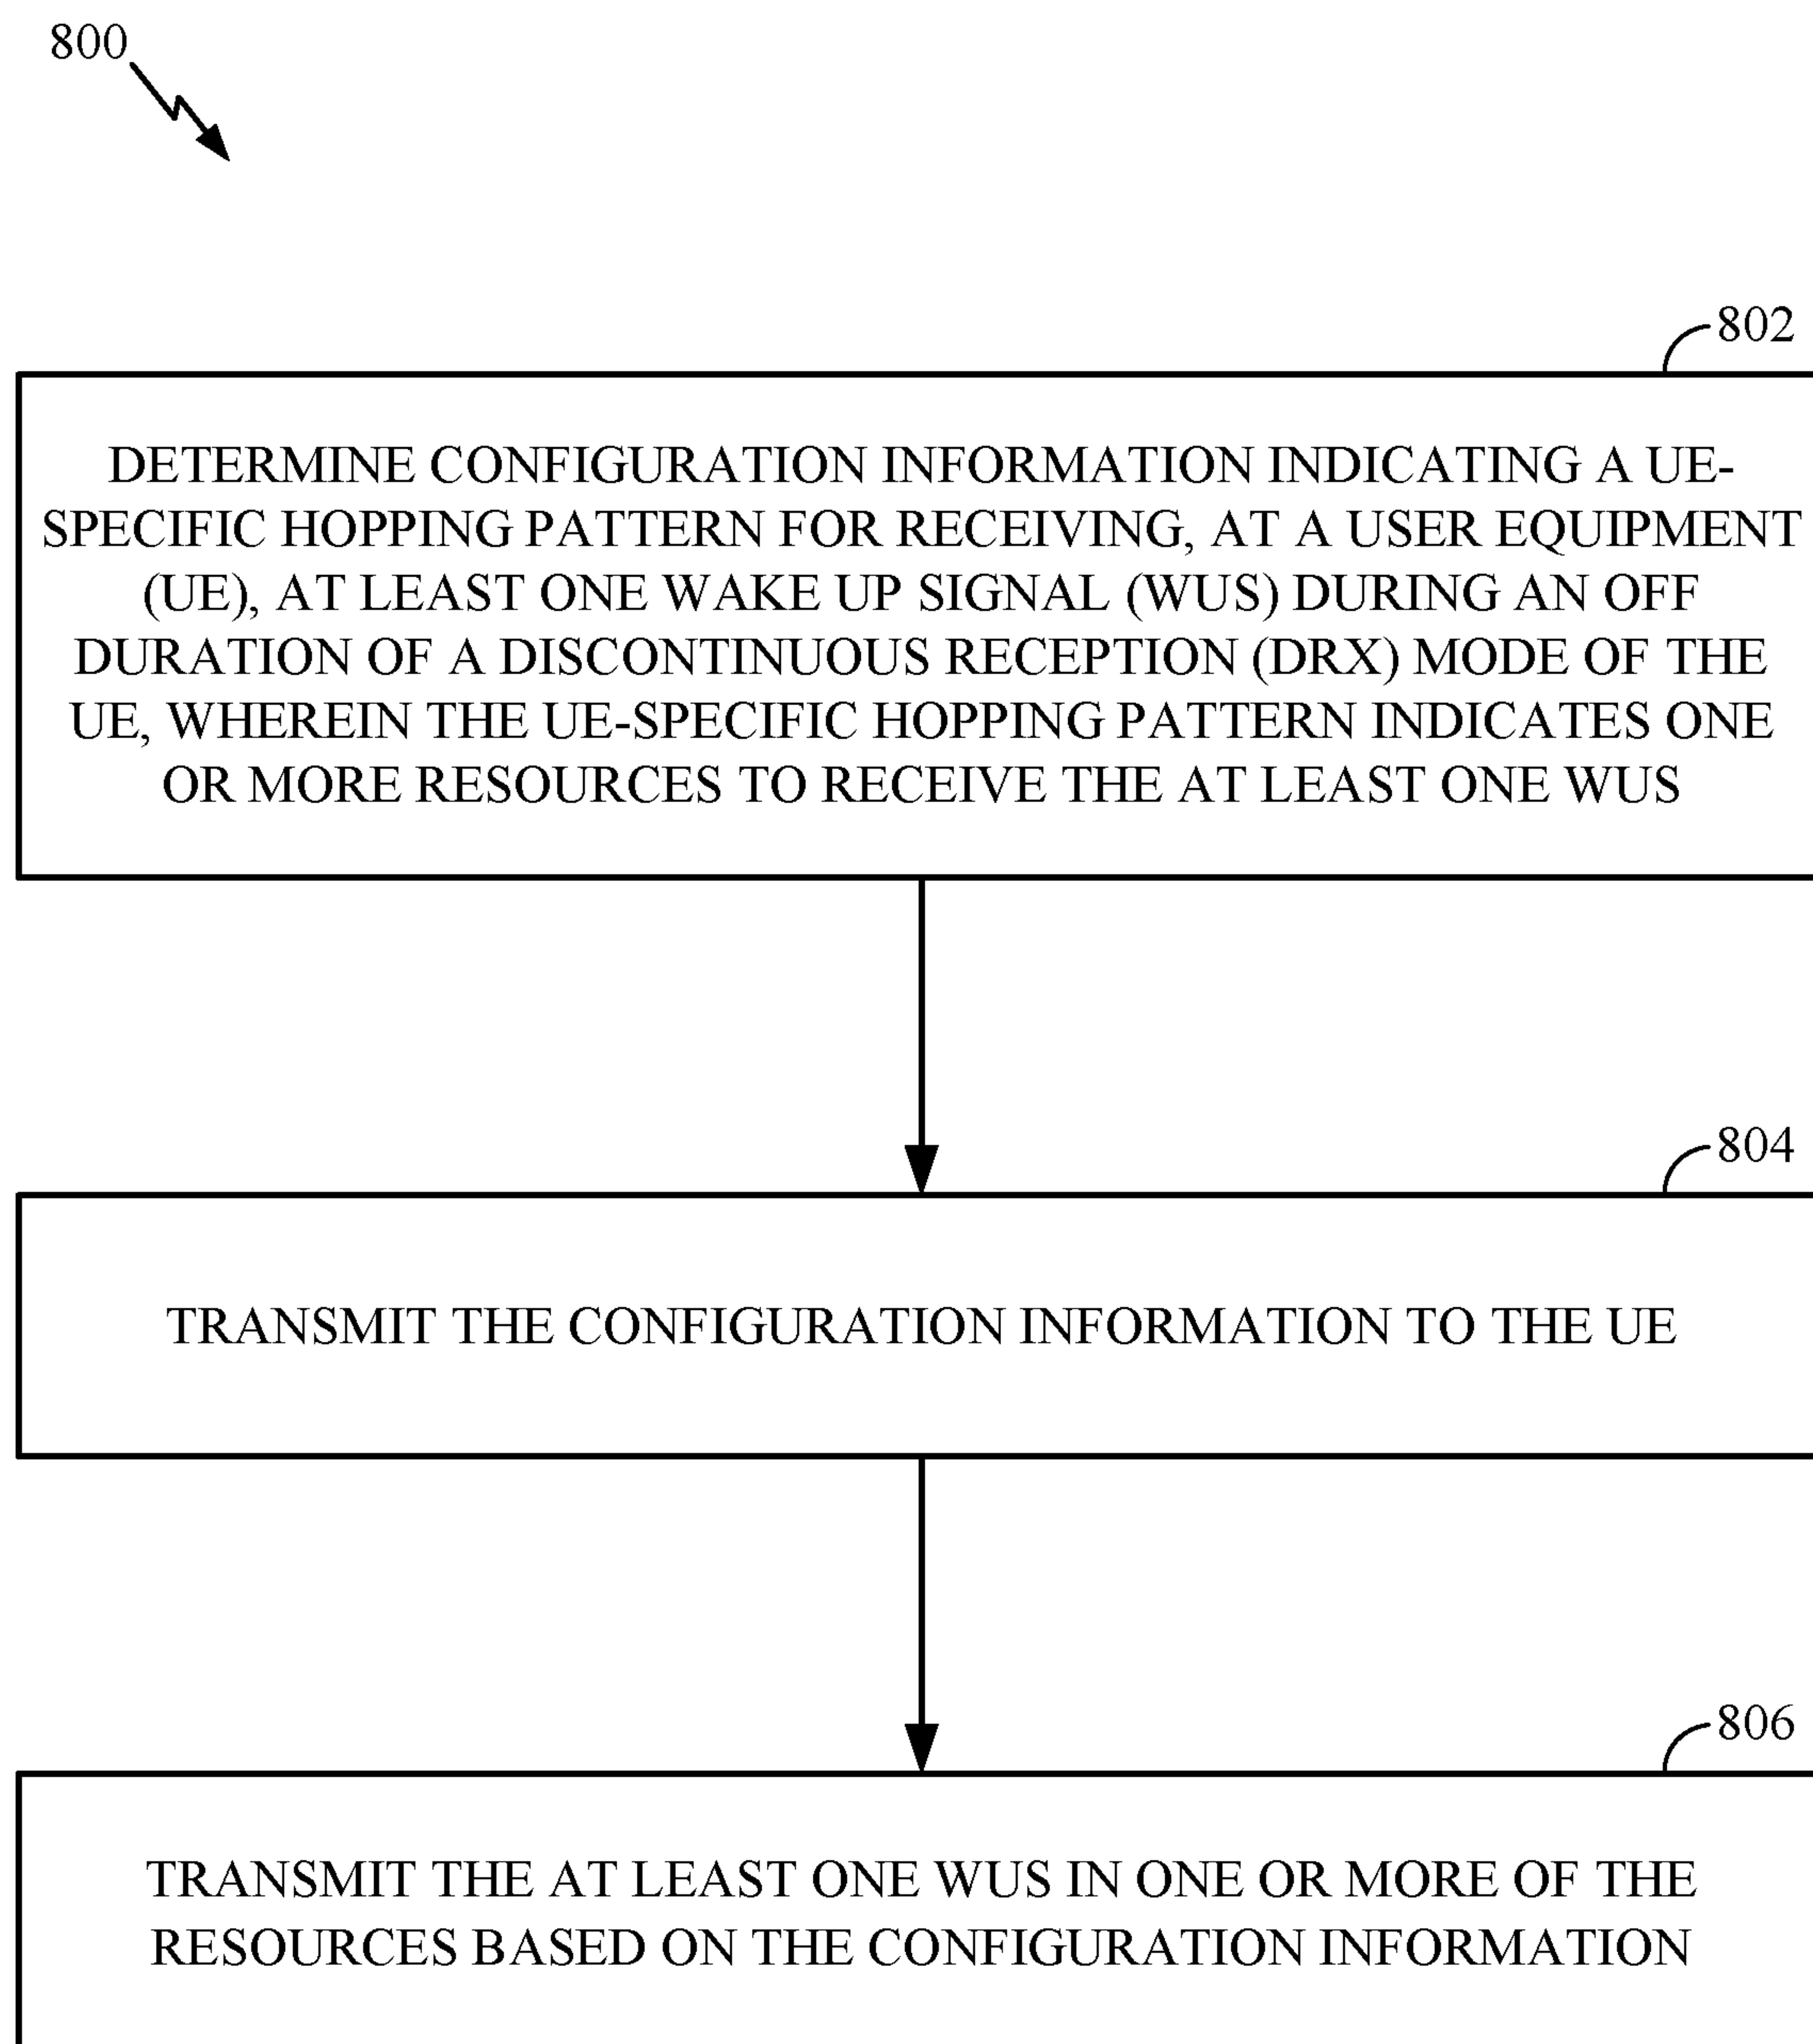 800
802
DETERMINE CONFIGURATION INFORMATION INDICATING A UE-
SPECIFIC HOPPING PATTERN FOR RECEIVING, AT A USER EQUIPMENT
(UE), AT LEAST ONE WAKE UP SIGNAL (WUS) DURING AN OFF
DURATION OF A DISCONTINUOUS RECEPTION (DRX) MODE OF THE
UE, WHEREIN THE UE-SPECIFIC HOPPING PATTERN INDICATES ONE
OR MORE RESOURCES TO RECEIVE THE AT LEAST ONE WUS
804
TRANSMIT THE CONFIGURATION INFORMATION TO THE UE
806
TRANSMIT THE AT LEAST ONE WUS IN ONE OR MORE OF THE
RESOURCES BASED ON THE CONFIGURATION INFORMATION